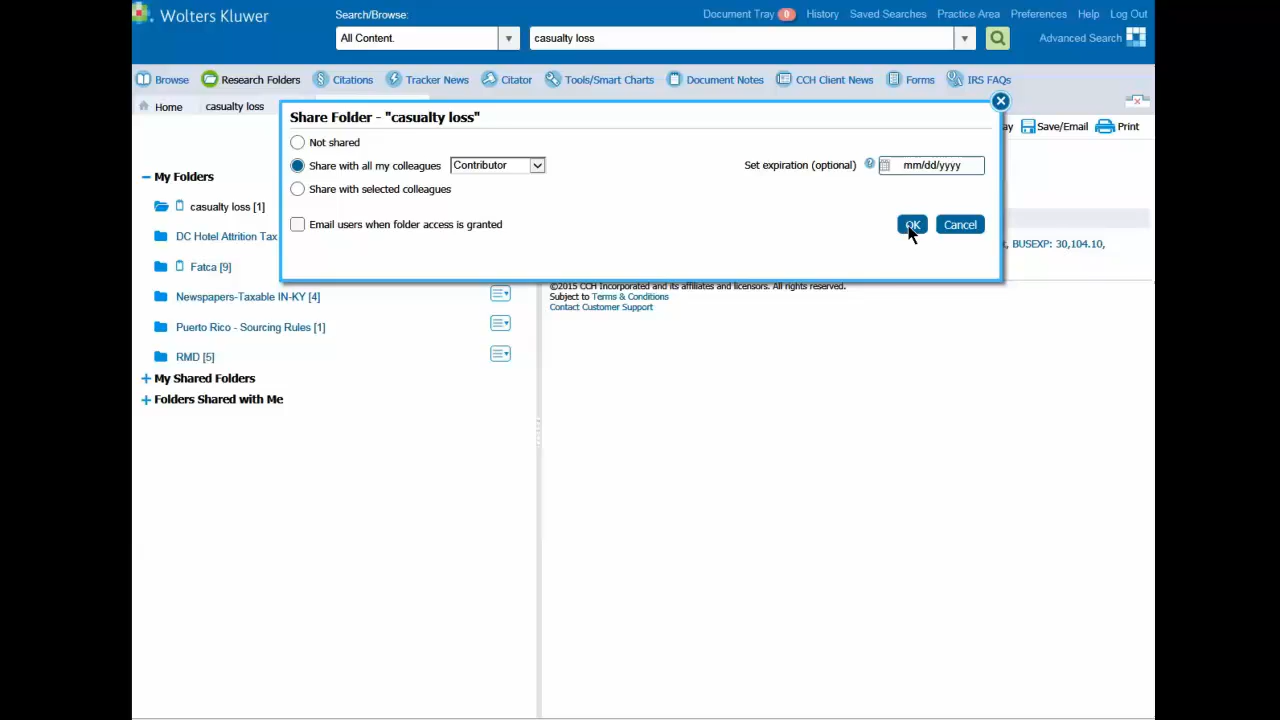 Wolters Kluwer
Search/Browse:
Document Tray 0 History Saved Searches Practice Area Preferences Help Log Out
All Content.
casualty loss
Advanced Search
Browse Research Folders Citations Tracker News Citator Tools/Smart Charts Document Notes CCH Client News Forms IRS FAQs
Home casualty loss
Share Folder - "casualty loss"
Save/Email Print
Not shared
Share with all my colleagues Contributor Set expiration (optional) mm/dd/yyyy
Share with selected colleagues
Email users when folder access is granted
OK Cancel
My Folders
casualty loss [1]
DC Hotel Attrition Tax
Fatca [9]
Newspapers-Taxable IN-KY [4]
Puerto Rico - Sourcing Rules [1]
RMD [5]
My Shared Folders
Folders Shared with Me
, BUSEXP: 30,104.10,
©2015 CCH Incorporated and its affiliates and licensors. All rights reserved.
Subject to Terms & Conditions
Contact Customer Support